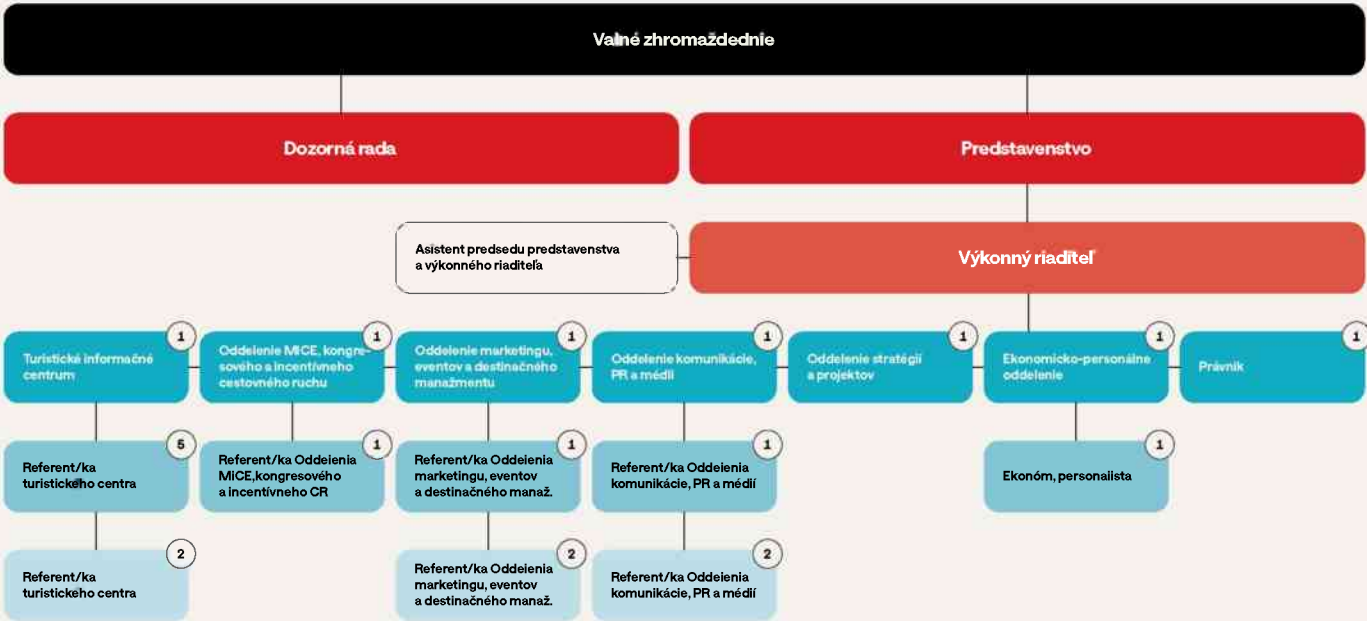 Valné zhromaždednie
Dozorná rada
Predstavenstvo
Asistent predsedu predstavenstva
a výkonného riaditeľa
Výkonný riaditeľ
1
1
1
1
1
1
1
Turistické informačné
centrum
Oddelenie MICE, kongre-
sového a incentívneho
cestovného ruchu
Oddelenie marketingu,
eventov a destinačného
manažmentu
Oddelenie komunikácie,
PR a médií
Oddelenie stratégií
a projektov
Ekonomicko-personálne
oddelenie
Právnik
5
1
1
1
1
Referent/ka
turistického centra
Referent/ka Oddelenia
MiCE,kongresového
a incentívneho CR
Referent/ka Oddelenia
marketingu, eventov
a destinačného manaž.
Referent/ka Oddelenia
komunikácie, PR a médií
Ekonóm, personalista
2
2
2
Referent/ka
turistického centra
Referent/ka Oddelenia
marketingu, eventov
a destinačného manaž.
Referent/ka Oddelenia
komunikácie, PR a médií